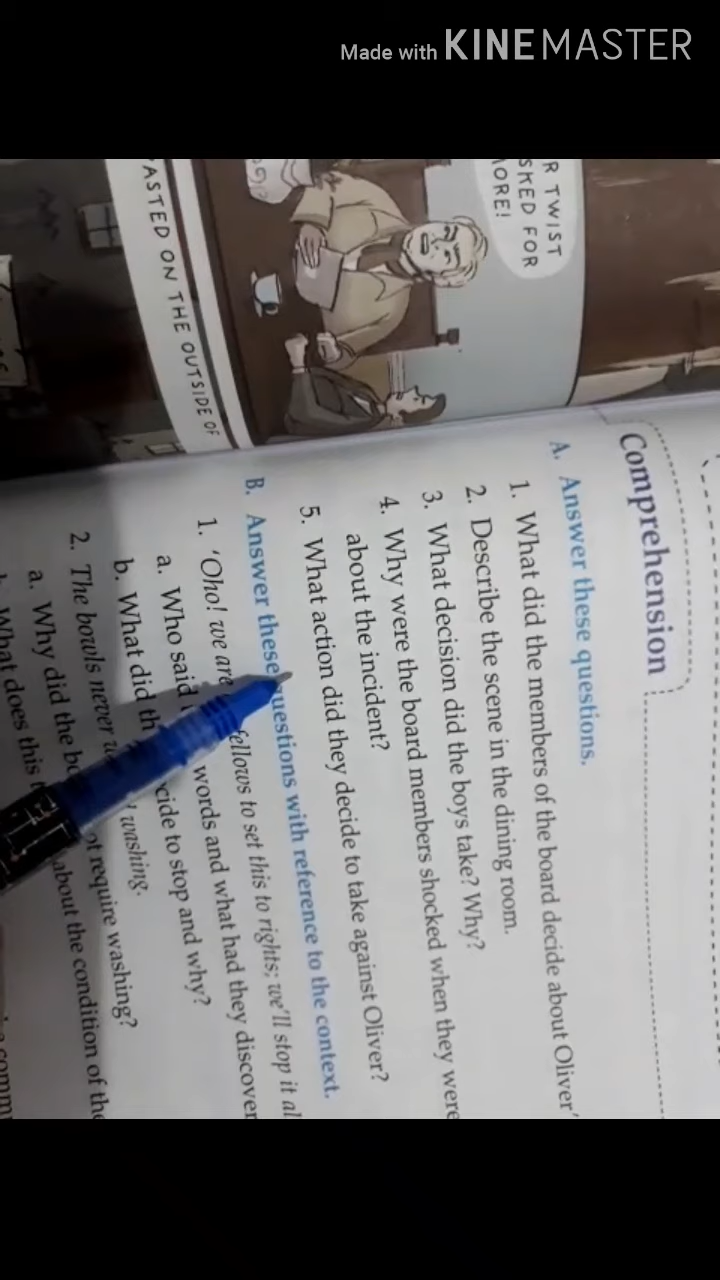 Made with KINEMASTER
R TWIST
SKED FOR
MORE!
PASTED ON THE OUTSIDE OF
Comprehension
A. Answer these questions.
1. What did the members of the board decide about Oliver'
2. Describe the scene in the dining room.
3. What decision did the boys take? Why?
4. Why were the board members shocked when they were
about the incident?
5. What action did they decide to take against Oliver?
B. Answer these questions with reference to the context.
1. 'Oho! we are fellows to set this to rights; we'll stop it al
a. Who said words and what had they discover
b. What did th cide to stop and why?
2. The bowls never washing.
a. Why did the bo ot require washing?
What does this about the condition of the